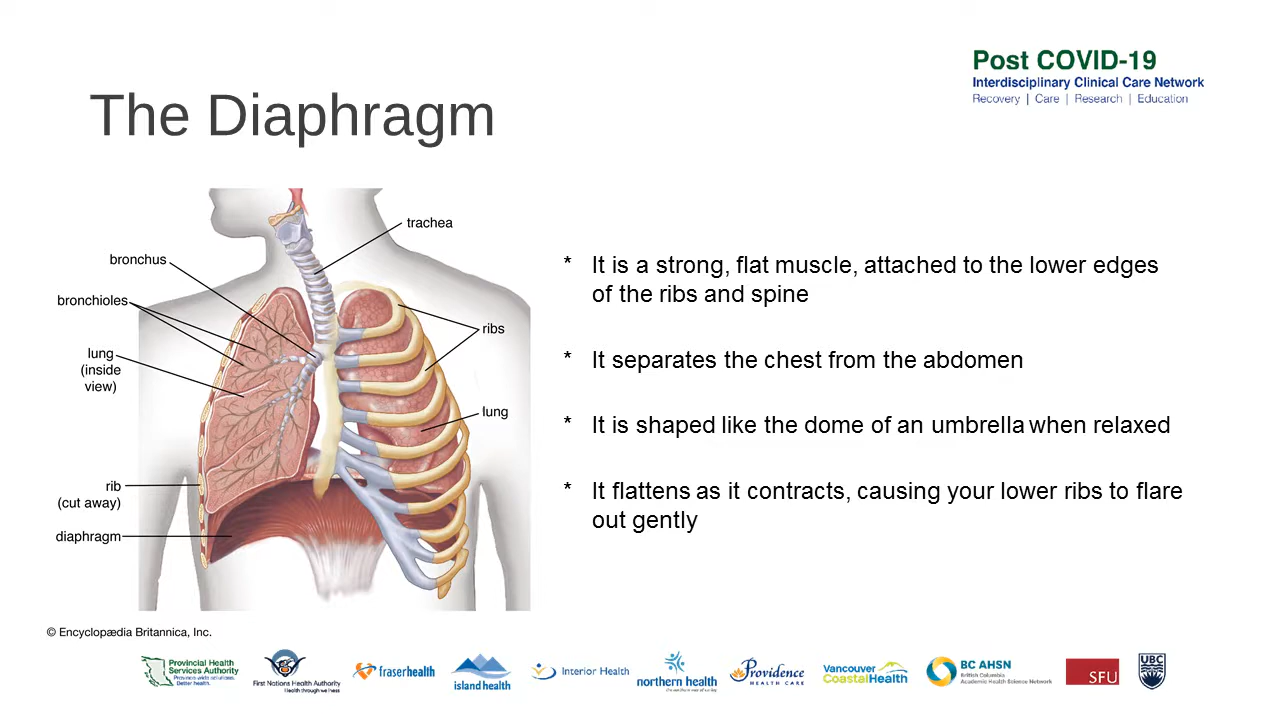 Post COVID-19
Interdisciplinary Clinical Care Network
Recovery | Care | Research | Education
The Diaphragm
trachea
bronchus
bronchioles
ribs
lung
(inside
view)
lung
rib
(cut away)
diaphragm
* It is a strong, flat muscle, attached to the lower edges
of the ribs and spine
* It separates the chest from the abdomen
* It is shaped like the dome of an umbrella when relaxed
* It flattens as it contracts, causing your lower ribs to flare
out gently
© Encyclopædia Britannica, Inc.
Provincial Health
Services Authority
Province-wide solutions.
Better health.
First Nations Health Authority
Health through wellness
fraserhealth
island health
Interior Health
northern health
Providence
HEALTH CARE
Vancouver
CoastalHealth
BC AHSN
British Columbia
Academic Health Science Network
SFU
UBC